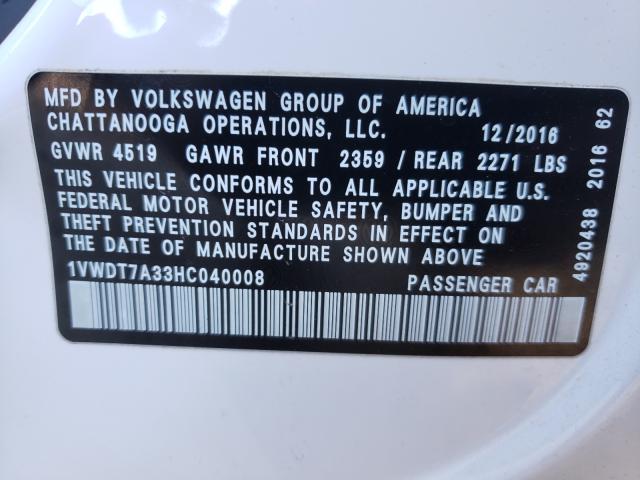 MFD BY VOLKSWAGEN GROUP OF AMERICA
CHATTANOOGA OPERATIONS, LLC. 12/2016
GVWR 4519 GAWR FRONT 2359 / REAR 2271 LBS
THIS VEHICLE CONFORMS TO ALL APPLICABLE U.S.
FEDERAL MOTOR VEHICLE SAFETY, BUMPER AND
THEFT PREVENTION STANDARDS IN EFFECT ON
THE DATE OF MANUFACTURE SHOWN ABOVE
1VWDT7A33HC040008 PASSENGER CAR
4920438 2016 62